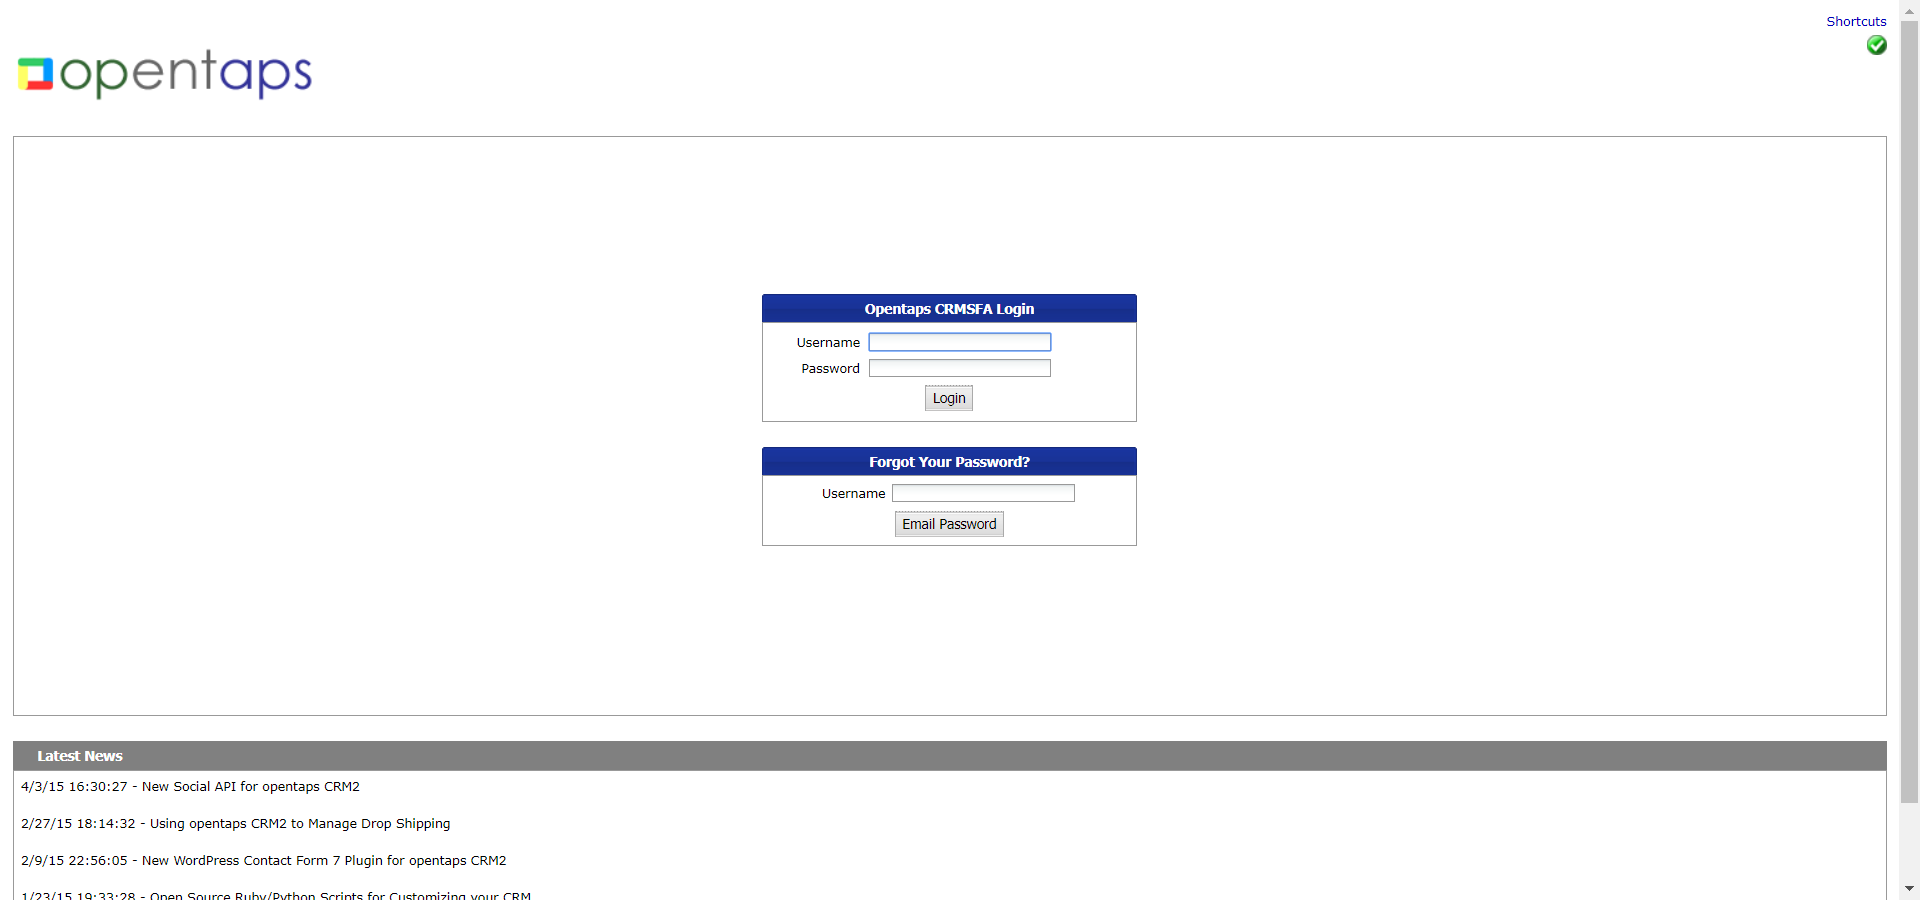 Shortcuts
opentaps
Opentaps CRMSFA Login
Username
Password
Login
Forgot Your Password?
Username
Email Password
Latest News
4/3/15 16:30:27 - New Social API for opentaps CRM2
2/27/15 18:14:32 - Using opentaps CRM2 to Manage Drop Shipping
2/9/15 22:56:05 - New WordPress Contact Form 7 Plugin for opentaps CRM2
1/23/15 19:33:28 - Open Source Ruby/Python Scripts for Customizing your CRM